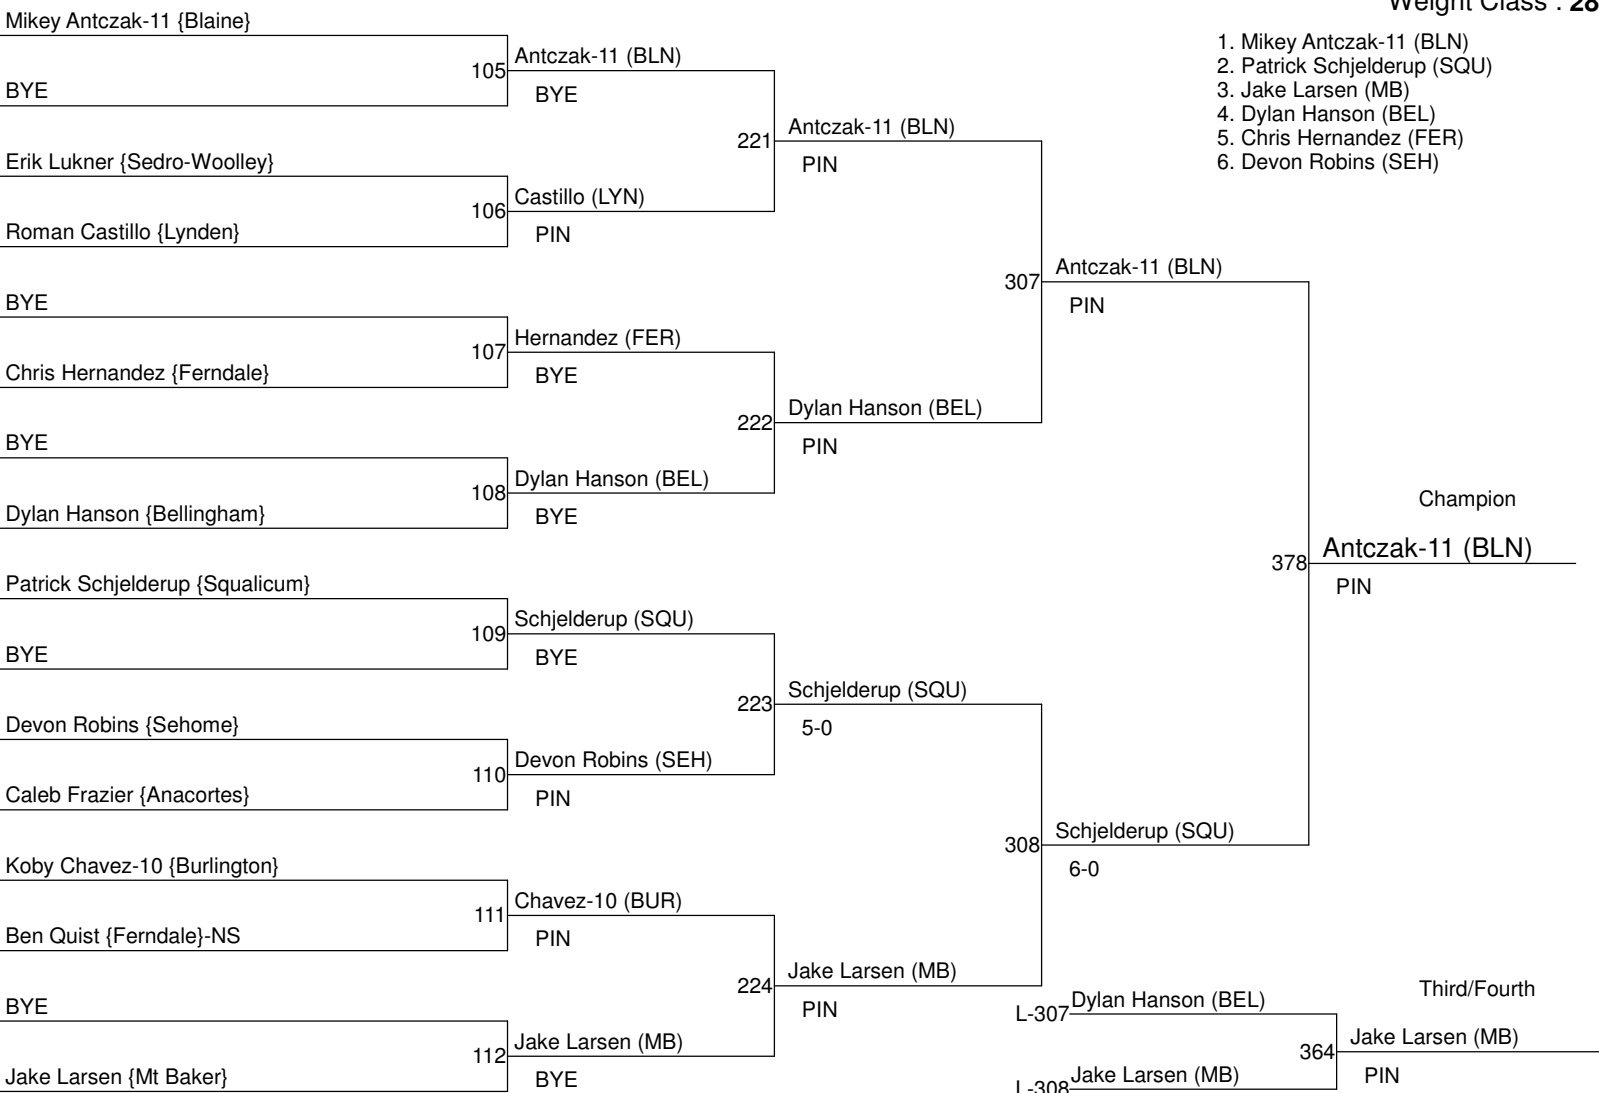 Weight Class : 28
1. Mikey Antczak-11 (BLN)
2. Patrick Schjelderup (SQU)
3. Jake Larsen (MB)
4. Dylan Hanson (BEL)
5. Chris Hernandez (FER)
6. Devon Robins (SEH)
Mikey Antczak-11 {Blaine}
BYE
Erik Lukner {Sedro-Woolley}
Roman Castillo {Lynden}
BYE
Chris Hernandez {Ferndale}
BYE
Dylan Hanson {Bellingham}
Patrick Schjelderup {Squalicum}
BYE
Devon Robins {Sehome}
Caleb Frazier {Anacortes}
Koby Chavez-10 {Burlington}
Ben Quist {Ferndale}-NS
BYE
Jake Larsen {Mt Baker}
105
Antczak-11 (BLN)
BYE
106
Castillo (LYN)
PIN
107
Hernandez (FER)
BYE
108
Dylan Hanson (BEL)
BYE
109
Schjelderup (SQU)
BYE
110
Devon Robins (SEH)
PIN
111
Chavez-10 (BUR)
PIN
112
Jake Larsen (MB)
BYE
221
Antczak-11 (BLN)
PIN
222
Dylan Hanson (BEL)
PIN
223
Schjelderup (SQU)
5-0
224
Jake Larsen (MB)
PIN
307
Antczak-11 (BLN)
PIN
308
Schjelderup (SQU)
6-0
Champion
378
Antczak-11 (BLN)
PIN
Third/Fourth
L-307
Dylan Hanson (BEL)
L-308
Jake Larsen (MB)
364
Jake Larsen (MB)
PIN